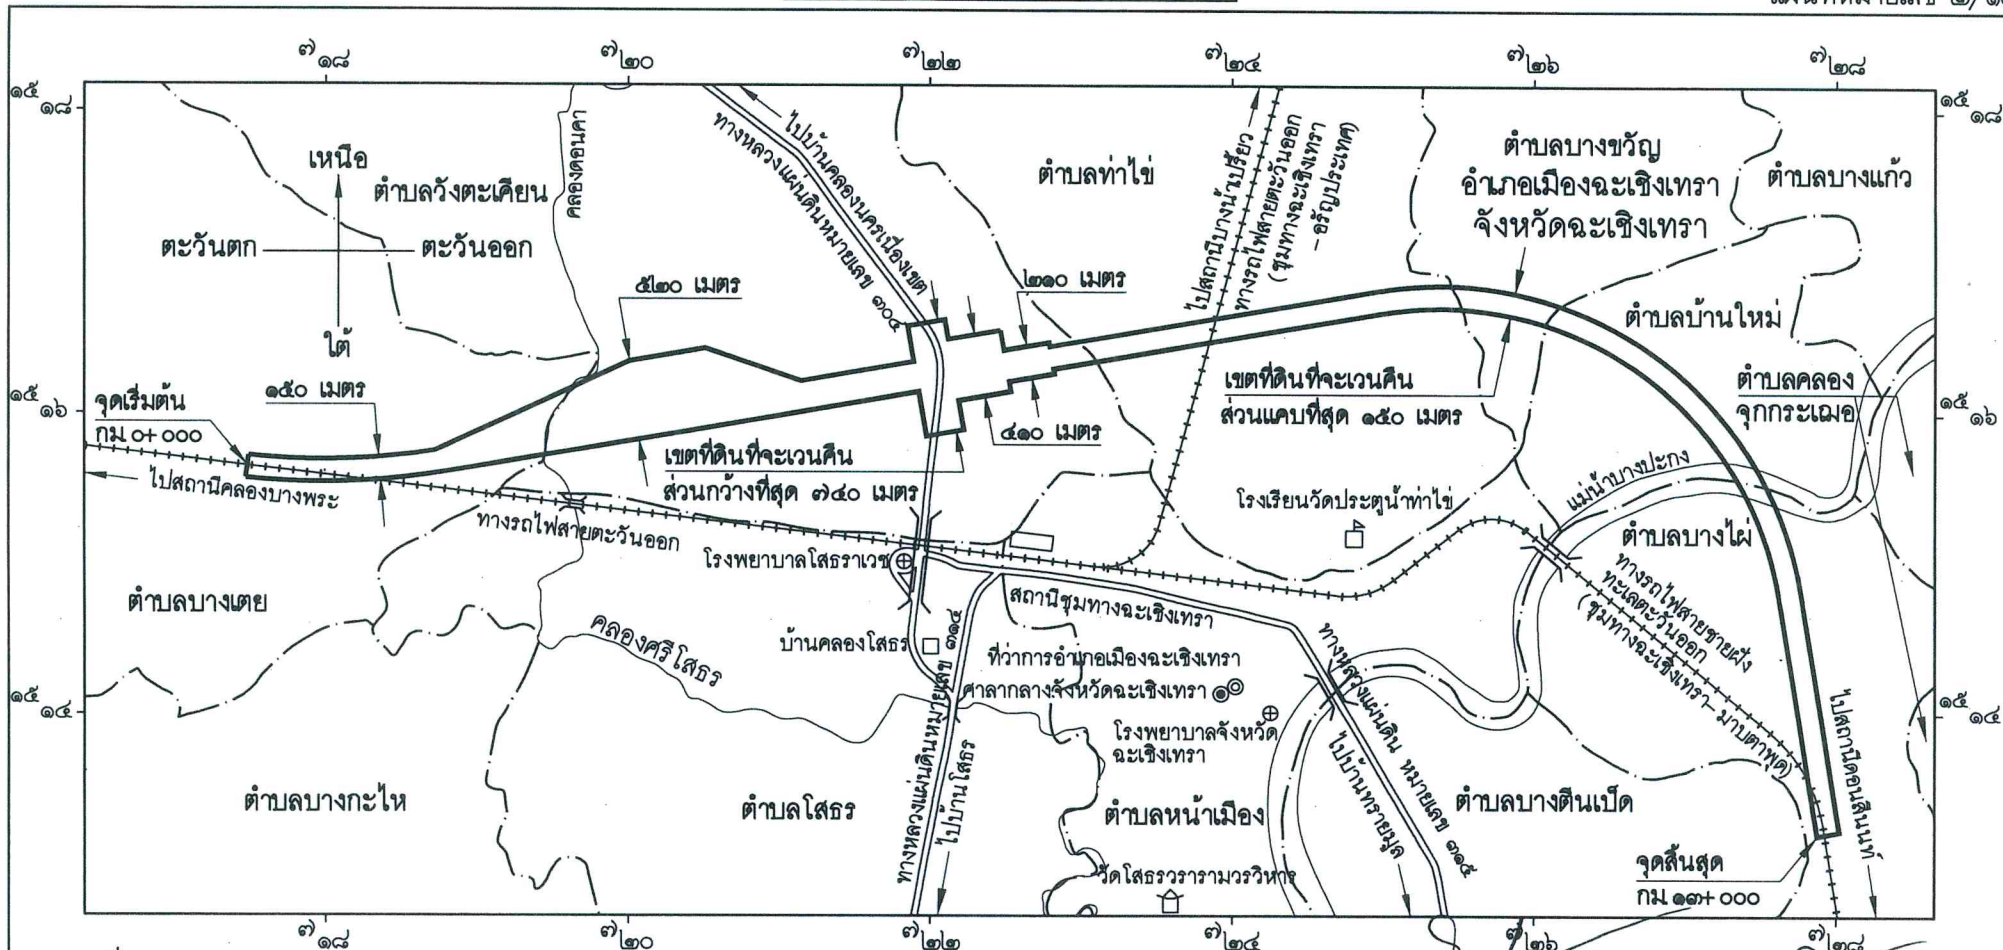 ๗๑๘
๗๒๐
๗๒๒
๗๒๔
๗๒๖
๗๒๘
๑๕๑๘
๑๕๑๘
เหนือ
ตำบลวังตะเคียน
ตะวันตก
ตะวันออก
ใต้
คลองดอนคา
ไปบ้านคลองนครเนื่องเขต
ทางหลวงแผ่นดินหมายเลข ๓๐๔
ตำบลท่าไข่
ไปสถานีบางน้ำเปรี้ยว
ทางรถไฟสายตะวันออก
(ชุมทางฉะเชิงเทรา
– อรัญประเทศ)
ตำบลบางขวัญ
อำเภอเมืองฉะเชิงเทรา
จังหวัดฉะเชิงเทรา
ตำบลบางแก้ว
๕๒๐ เมตร
๒๑๐ เมตร
ตำบลบ้านใหม่
๑๕๐ เมตร
จุดเริ่มต้น
กม. ๐+๐๐๐
๑๕๑๖
๑๕๑๖
เขตที่ดินที่จะเวนคืน
ส่วนแคบที่สุด ๑๕๐ เมตร
ตำบลคลอง
จุกกระเฌอ
๔๑๐ เมตร
เขตที่ดินที่จะเวนคืน
ส่วนกว้างที่สุด ๗๔๐ เมตร
ไปสถานีคลองบางพระ
ทางรถไฟสายตะวันออก
โรงเรียนวัดประตูน้ำท่าไข่
แม่น้ำบางปะกง
ตำบลบางไผ่
โรงพยาบาลโสธราเวช
ตำบลบางเตย
สถานีชุมทางฉะเชิงเทรา
ทางรถไฟสายชายฝั่ง
ทะเลตะวันออก
(ชุมทางฉะเชิงเทรา–มาบตาพุด)
คลองศรีโสธร
บ้านคลองโสธร
ทางหลวงแผ่นดินหมายเลข ๓๑๔
ที่ว่าการอำเภอเมืองฉะเชิงเทรา
ศาลากลางจังหวัดฉะเชิงเทรา
โรงพยาบาลจังหวัด
ฉะเชิงเทรา
ทางหลวงแผ่นดิน หมายเลข ๓๑๕
ไปบ้านทรายมูล
ไปสถานีดอนสีนนท์
๑๕๑๔
๑๕๑๔
ไปบ้านโสธร
ตำบลบางกะไห
ตำบลโสธร
ตำบลหน้าเมือง
ตำบลบางตีนเป็ด
วัดโสธรวรารามวรวิหาร
จุดสิ้นสุด
กม. ๑๓+๐๐๐
๗๑๘
๗๒๐
๗๒๒
๗๒๔
๗๒๖
๗๒๘